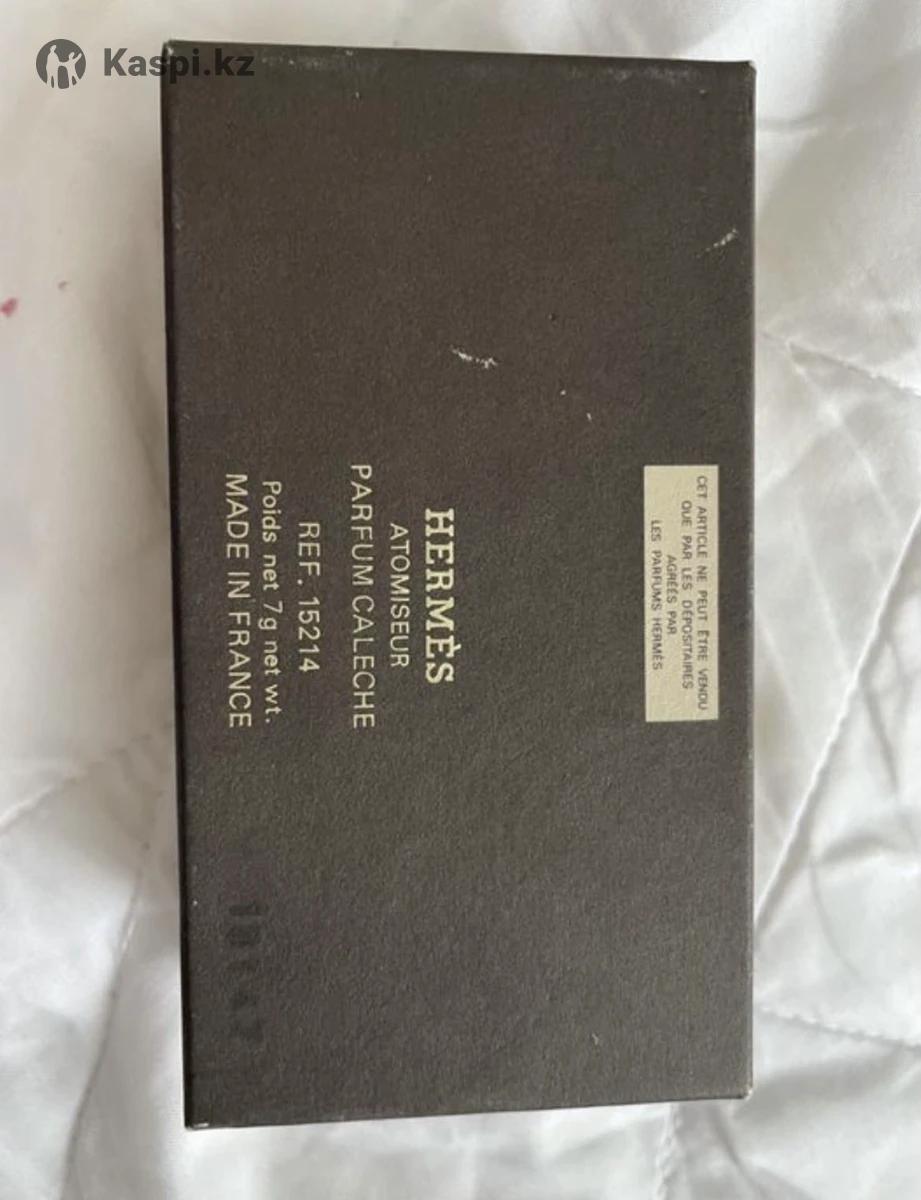 Kaspi.kz
CET ARTICLE NE PEUT ÊTRE VENDU
QUE PAR LES DÉPOSITAIRES
AGRÉÉS PAR
LES PARFUMS HERMÈS
HERMÈS
ATOMISEUR
PARFUM CALECHE
REF. 15214
Poids net 7 g net wt.
MADE IN FRANCE